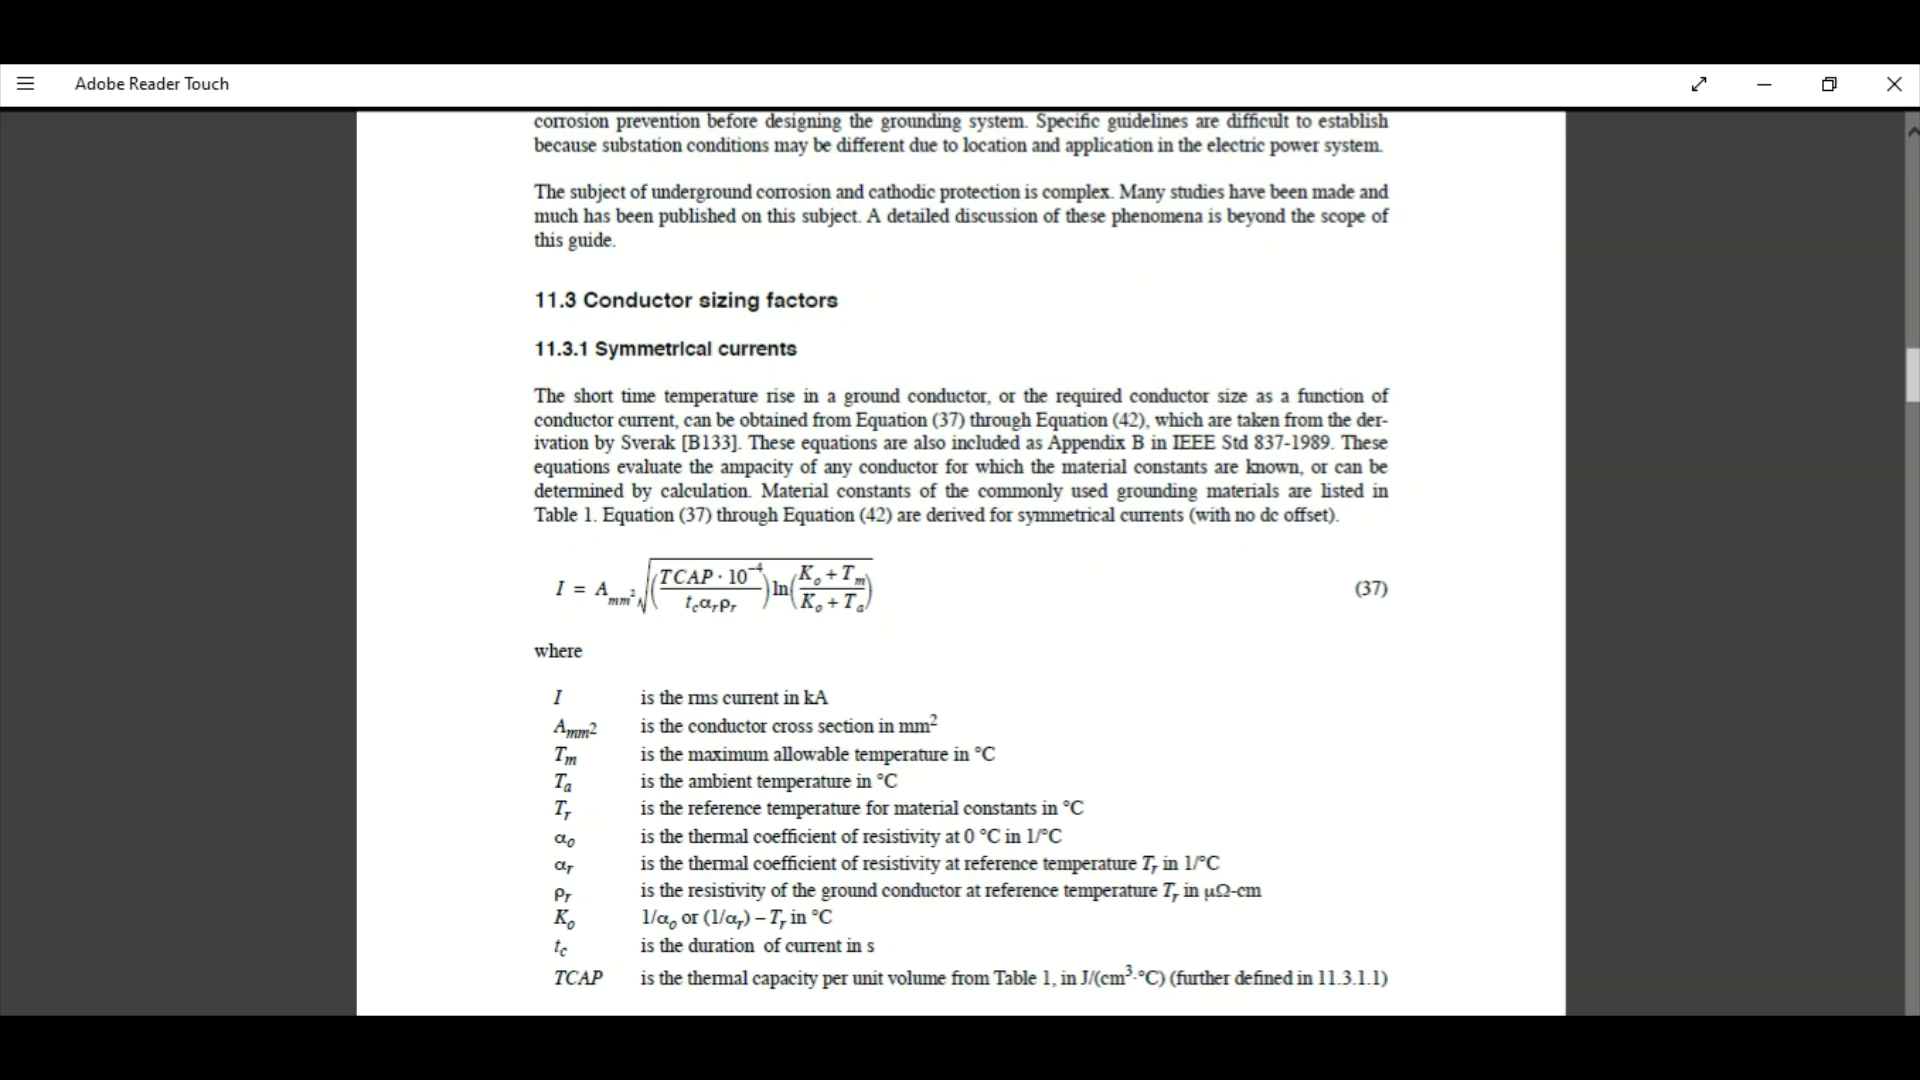 Adobe Reader Touch
corrosion prevention before designing the grounding system. Specific guidelines are difficult to establish
because substation conditions may be different due to location and application in the electric power system.
The subject of underground corrosion and cathodic protection is complex. Many studies have been made and
much has been published on this subject. A detailed discussion of these phenomena is beyond the scope of
this guide.
11.3 Conductor sizing factors
11.3.1 Symmetrical currents
The short time temperature rise in a ground conductor, or the required conductor size as a function of
conductor current, can be obtained from Equation (37) through Equation (42), which are taken from the der-
ivation by Sverak [B133]. These equations are also included as Appendix B in IEEE Std 837-1989. These
equations evaluate the ampacity of any conductor for which the material constants are known, or can be
determined by calculation. Material constants of the commonly used grounding materials are listed in
Table 1. Equation (37) through Equation (42) are derived for symmetrical currents (with no dc offset).
I = A_{mm²} √((TCAP · 10⁻⁴ / t_c α_r ρ_r) ln((K_o + T_m) / (K_o + T_a))) (37)
where
I is the rms current in kA
A_{mm2} is the conductor cross section in mm²
T_m is the maximum allowable temperature in °C
T_a is the ambient temperature in °C
T_r is the reference temperature for material constants in °C
α_o is the thermal coefficient of resistivity at 0 °C in 1/°C
α_r is the thermal coefficient of resistivity at reference temperature T_r in 1/°C
ρ_r is the resistivity of the ground conductor at reference temperature T_r in μΩ-cm
K_o 1/α_o or (1/α_r) – T_r in °C
t_c is the duration of current in s
TCAP is the thermal capacity per unit volume from Table 1, in J/(cm³·°C) (further defined in 11.3.1.1)